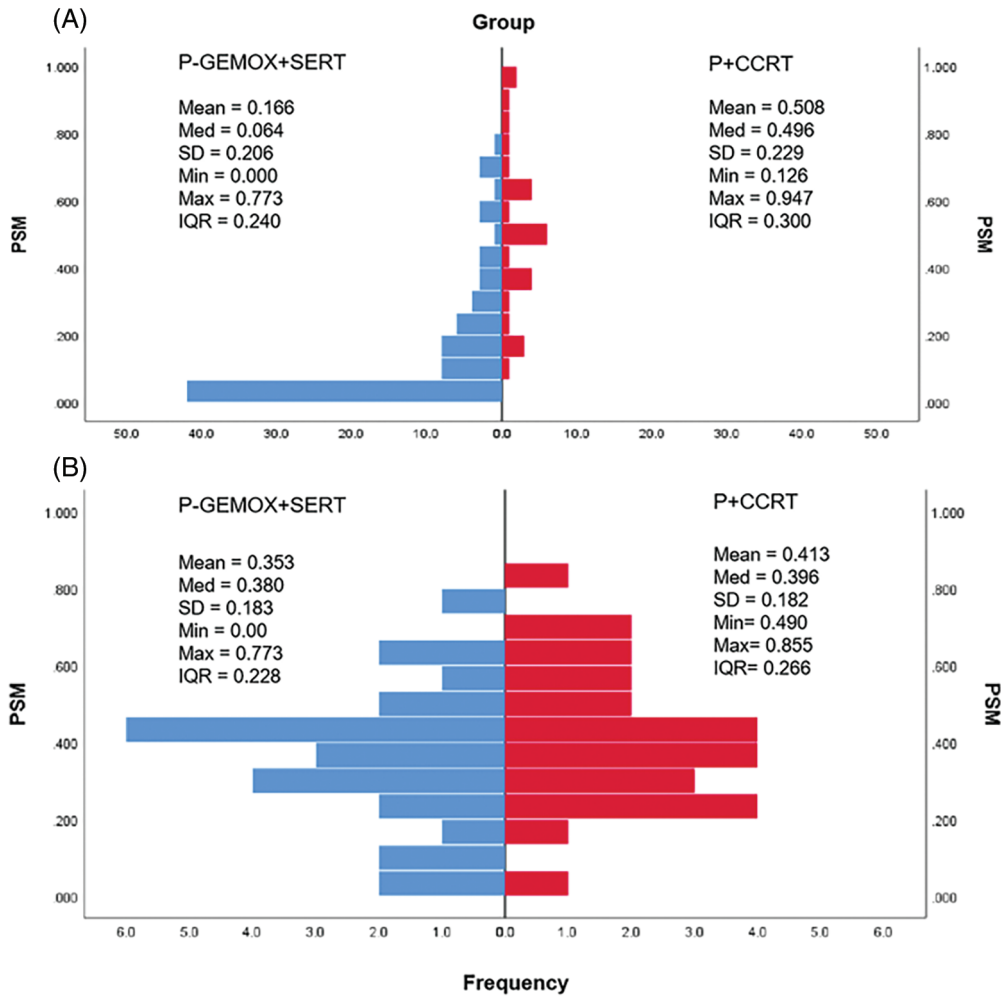 (A)
Group
P-GEMOX+SERT
Mean = 0.166
Med = 0.064
SD = 0.206
Min = 0.000
Max = 0.773
IQR = 0.240
P+CCRT
Mean = 0.508
Med = 0.496
SD = 0.229
Min = 0.126
Max = 0.947
IQR = 0.300
PSM
1.000
.800
.600
.400
.200
.000
1.000
.800
.600
.400
.200
.000
PSM
50.0 40.0 30.0 20.0 10.0 0.0 10.0 20.0 30.0 40.0 50.0
(B)
P-GEMOX+SERT
Mean = 0.353
Med = 0.380
SD = 0.183
Min = 0.00
Max = 0.773
IQR = 0.228
P+CCRT
Mean = 0.413
Med = 0.396
SD = 0.182
Min= 0.490
Max= 0.855
IQR= 0.266
PSM
1.000
.800
.600
.400
.200
.000
1.000
.800
.600
.400
.200
.000
PSM
6.0 5.0 4.0 3.0 2.0 1.0 0.0 1.0 2.0 3.0 4.0 5.0 6.0
Frequency